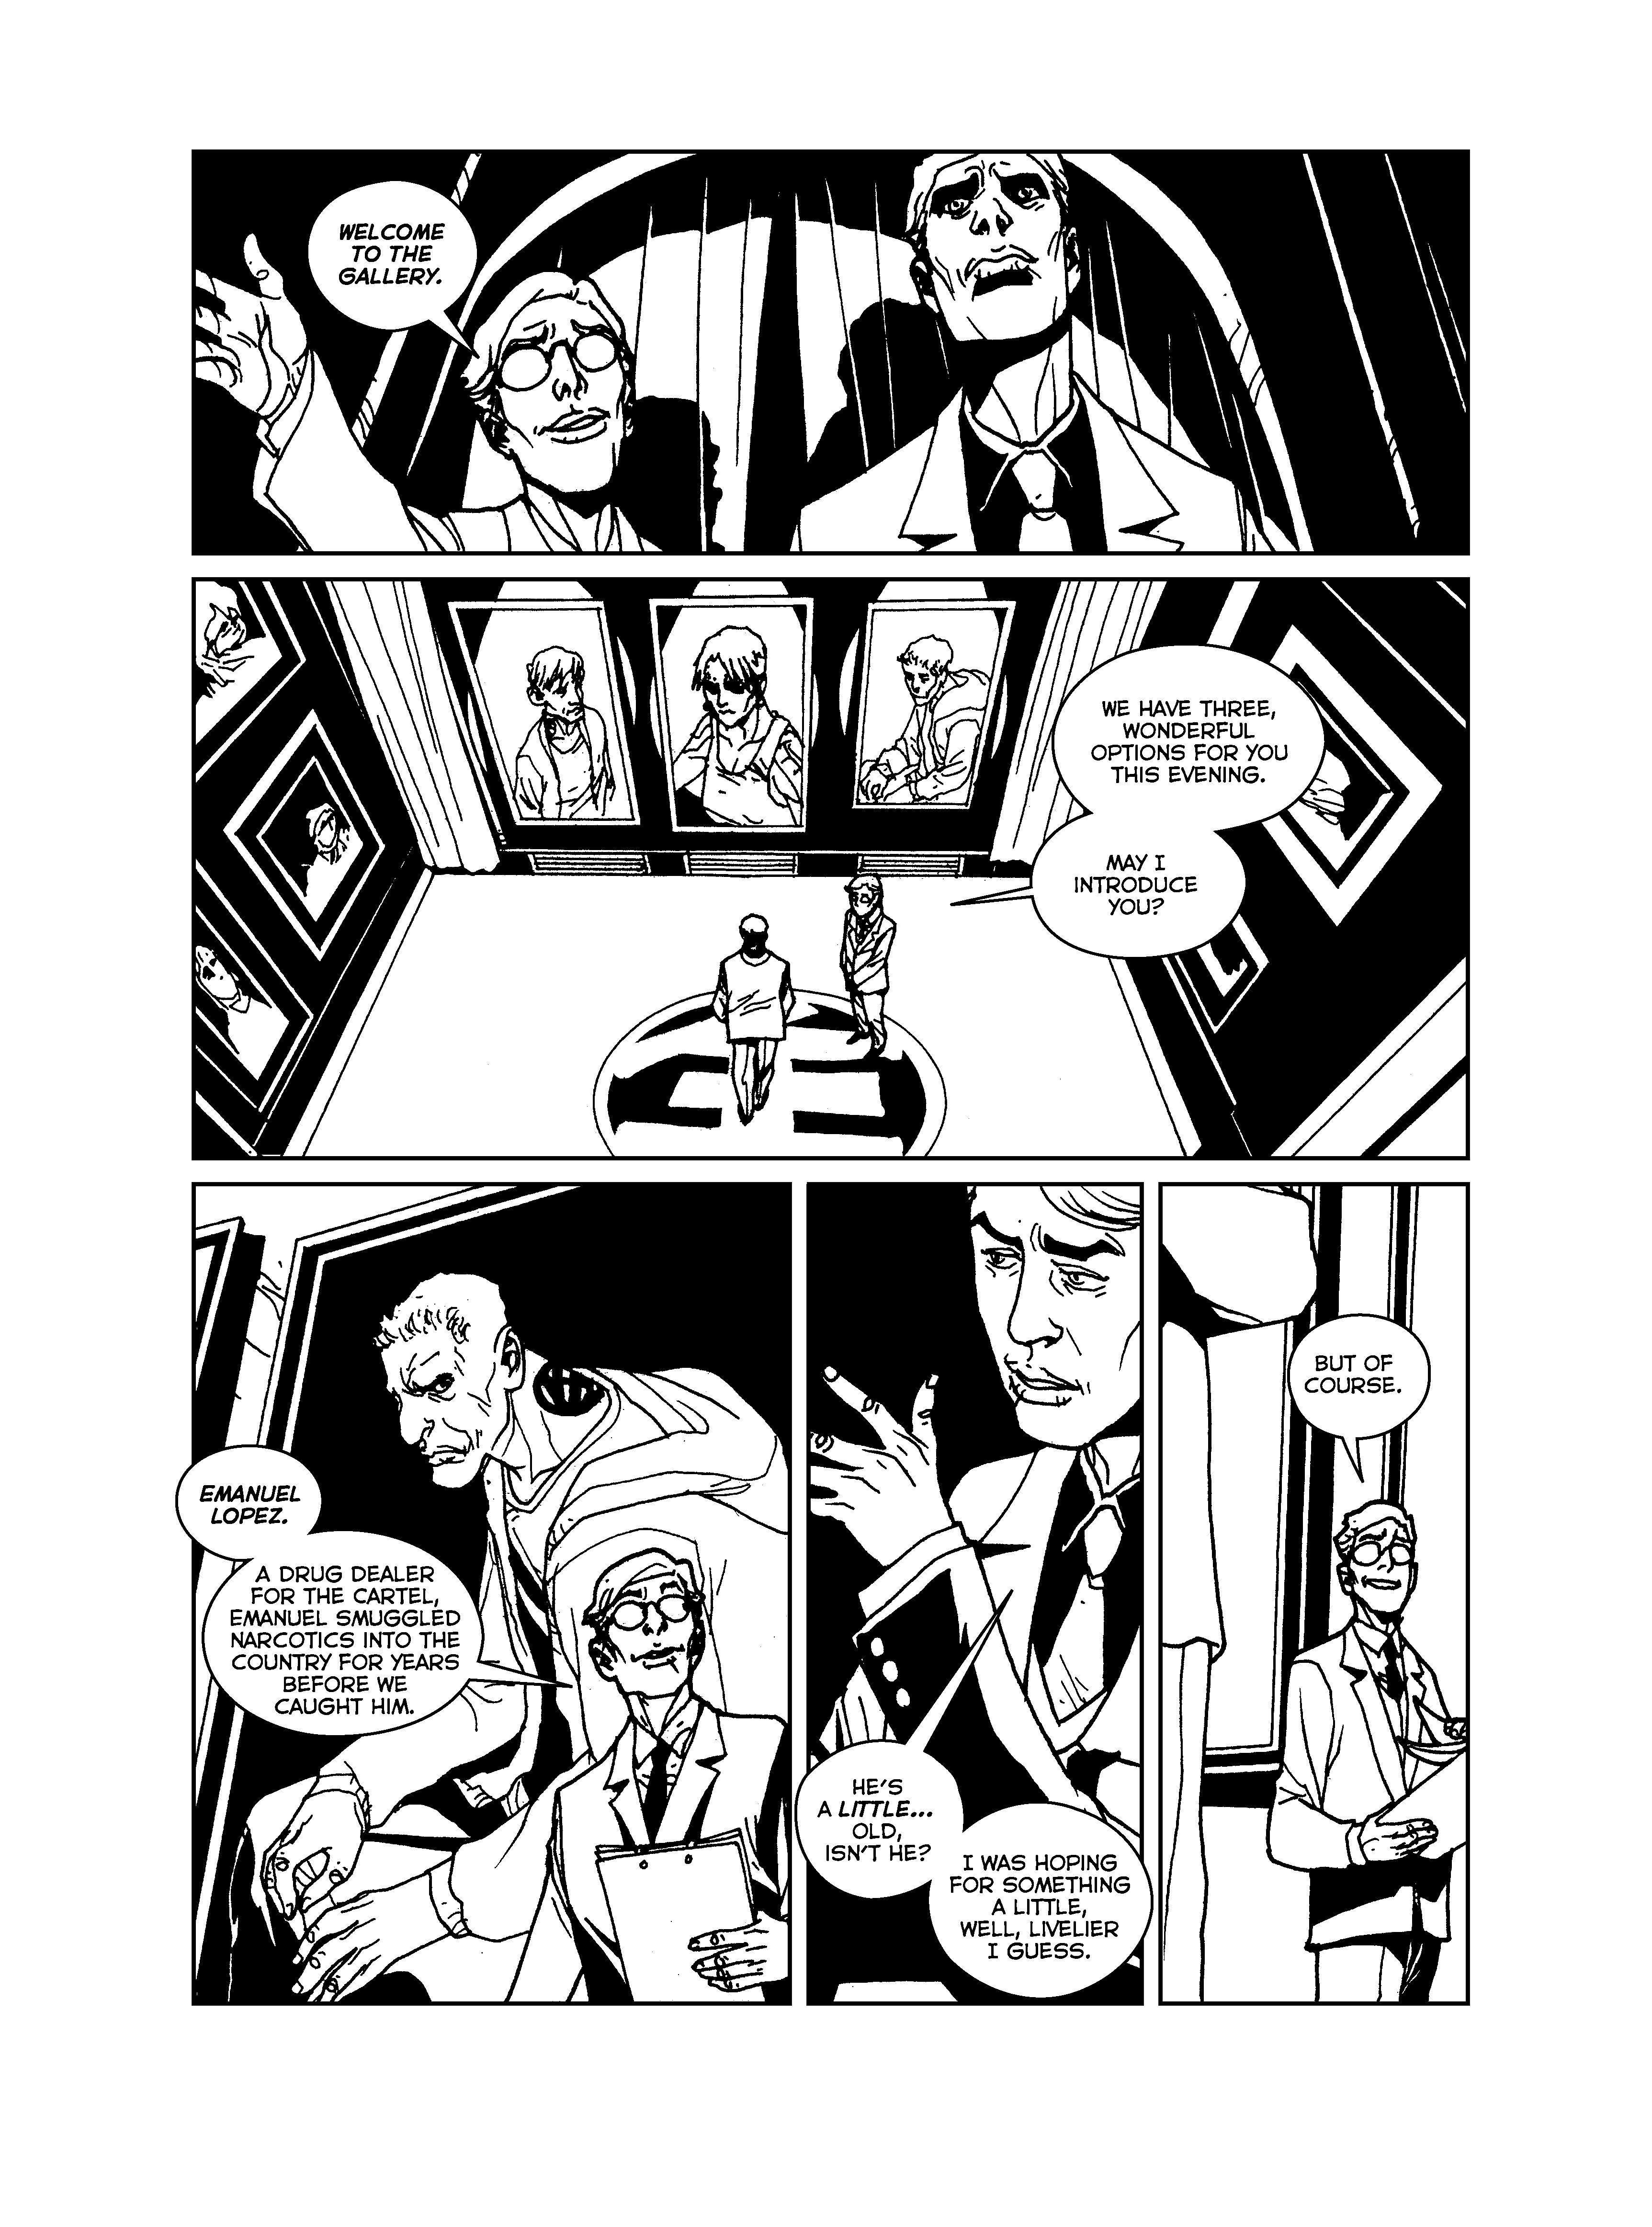 WELCOME
TO THE
GALLERY.
WE HAVE THREE,
WONDERFUL
OPTIONS FOR YOU
THIS EVENING.
MAY I
INTRODUCE
YOU?
EMANUEL
LOPEZ.
A DRUG DEALER
FOR THE CARTEL,
EMANUEL SMUGGLED
NARCOTICS INTO THE
COUNTRY FOR YEARS
BEFORE WE
CAUGHT HIM.
HE'S
A LITTLE...
OLD,
ISN'T HE?
I WAS HOPING
FOR SOMETHING
A LITTLE,
WELL, LIVELIER
I GUESS.
BUT OF
COURSE.